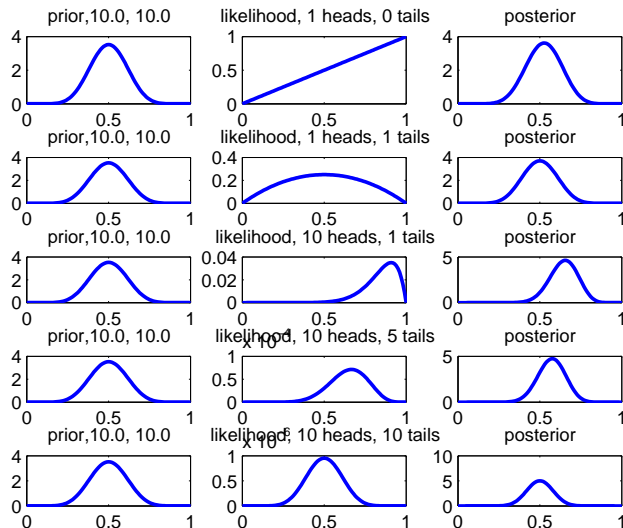 prior,10.0, 10.0 likelihood, 1 heads, 0 tails posterior
4 1 4
2 0.5 2
0 0 0
0 0.5 1 0 0.5 1 0 0.5 1
prior,10.0, 10.0 likelihood, 1 heads, 1 tails posterior
4 0.4 4
2 0.2 2
0 0 0
0 0.5 1 0 0.5 1 0 0.5 1
prior,10.0, 10.0 likelihood, 10 heads, 1 tails posterior
4 0.04 5
2 0.02
0 0 0
0 0.5 1 0 0.5 1 0 0.5 1
prior,10.0, 10.0 likelihood, 10 heads, 5 tails posterior
x 10
4 1 5
2 0.5
0 0 0
0 0.5 1 0 0.5 1 0 0.5 1
prior,10.0, 10.0 likelihood, 10 heads, 10 tails posterior
x 10
4 1 10
2 0.5 5
0 0 0
0 0.5 1 0 0.5 1 0 0.5 1